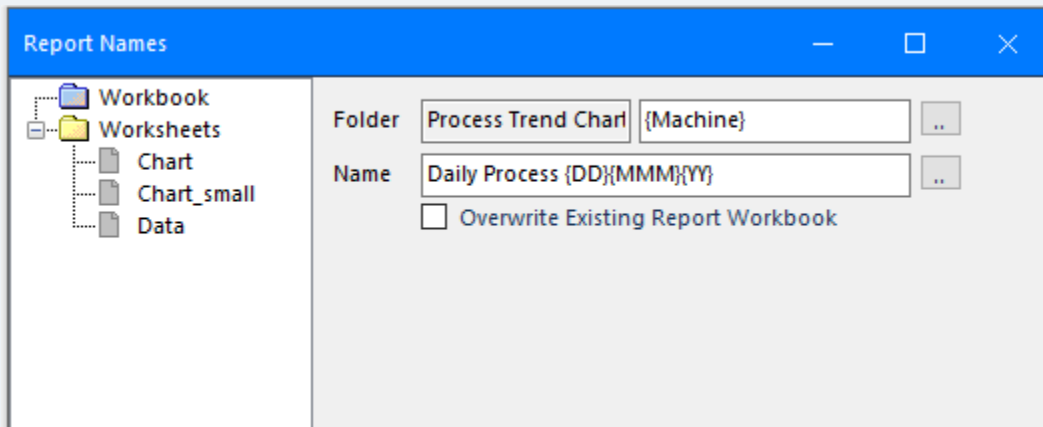 Report Names
Workbook
Worksheets
Chart
Chart_small
Data
Folder Process Trend Chart {Machine} ..
Name Daily Process {DD}{MMM}{YY} ..
Overwrite Existing Report Workbook